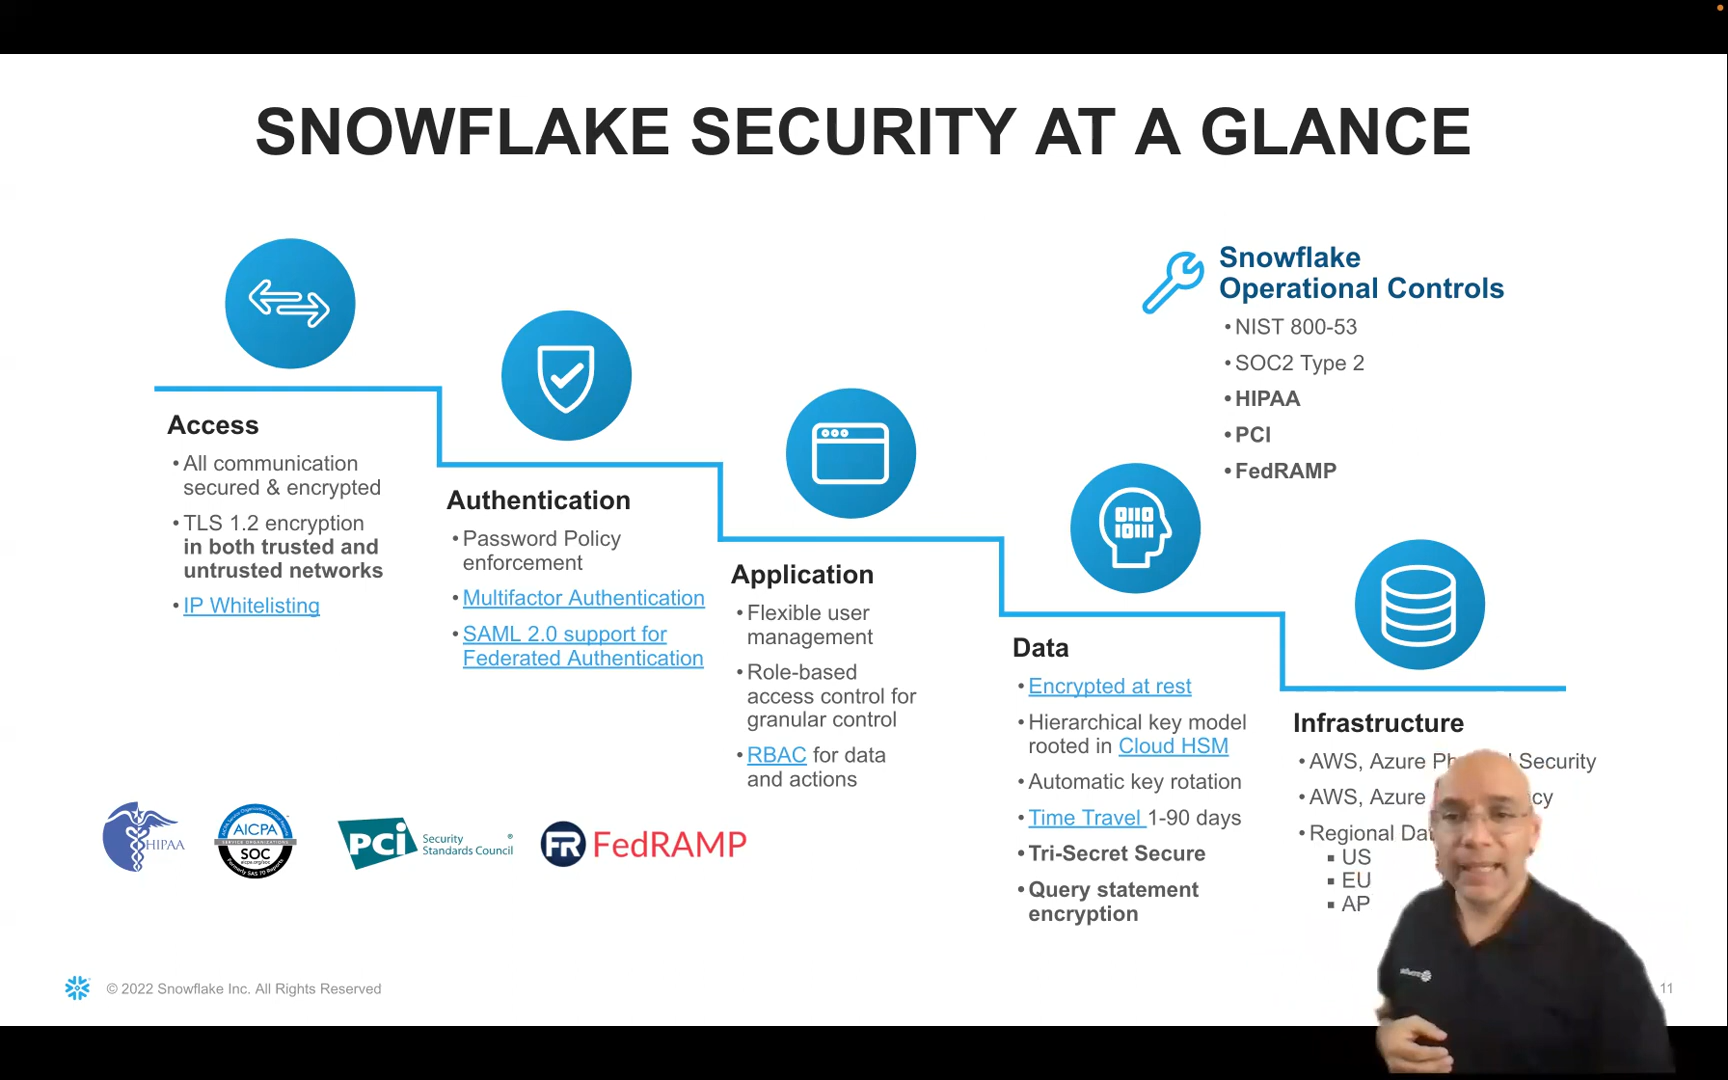 SNOWFLAKE SECURITY AT A GLANCE
Access
• All communication
secured & encrypted
• TLS 1.2 encryption
in both trusted and
untrusted networks
• IP Whitelisting
Authentication
• Password Policy
enforcement
• Multifactor Authentication
• SAML 2.0 support for
Federated Authentication
Application
• Flexible user
management
• Role-based
access control for
granular control
• RBAC for data
and actions
0110
10111
Data
• Encrypted at rest
• Hierarchical key model
rooted in Cloud HSM
• Automatic key rotation
• Time Travel 1-90 days
• Tri-Secret Secure
• Query statement
encryption
Snowflake
Operational Controls
• NIST 800-53
• SOC2 Type 2
• HIPAA
• PCI
• FedRAMP
Infrastructure
• AWS, Azure Security
• AWS, Azure
• Regional
▪ US
▪ EU
▪ AP
HIPAA
AICPA
SOC
PCi Security
Standards Council
FR FedRAMP
© 2022 Snowflake Inc. All Rights Reserved
11